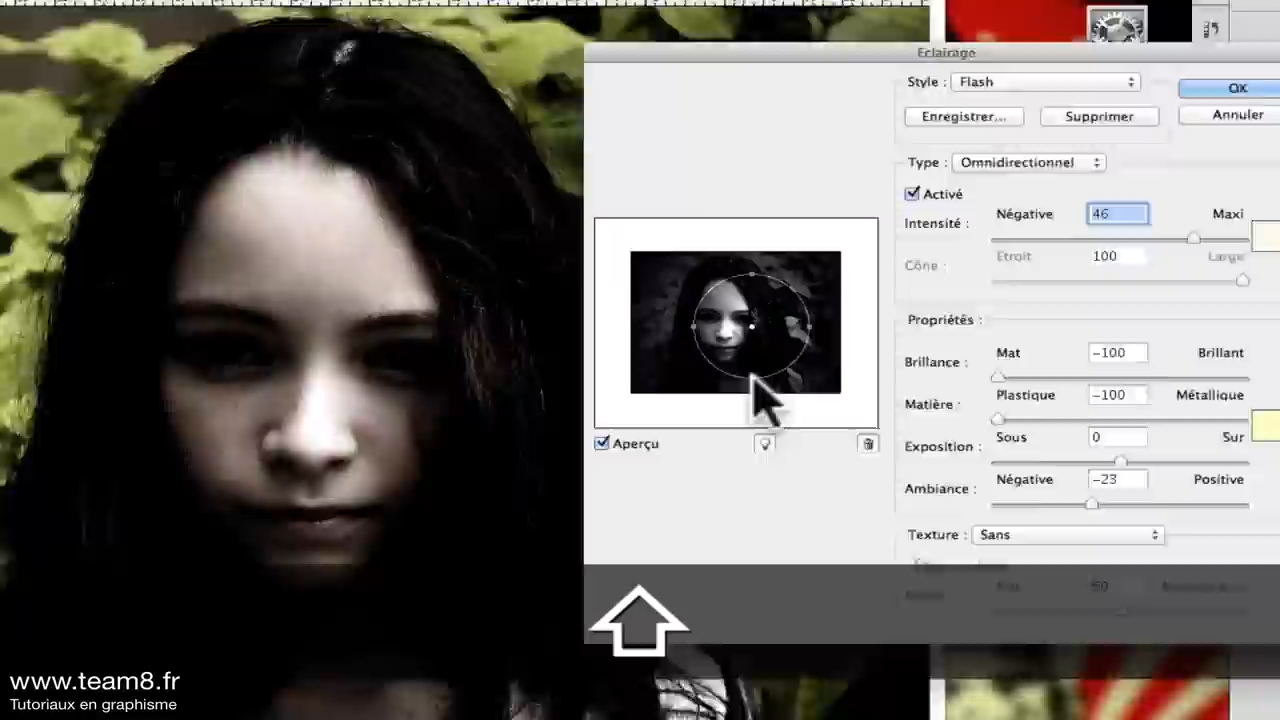 Eclairage
Style : Flash
OK
Enregistrer... Supprimer Annuler
Type : Omnidirectionnel
Activé
Négative 46 Maxi
Intensité :
Etroit 100 Large
Cône :
Propriétés :
Mat -100 Brillant
Brillance :
Plastique -100 Métallique
Matière :
Sous 0 Sur
Aperçu
Exposition :
Négative -23 Positive
Ambiance :
Texture : Sans
50
www.team8.fr
Tutoriaux en graphisme